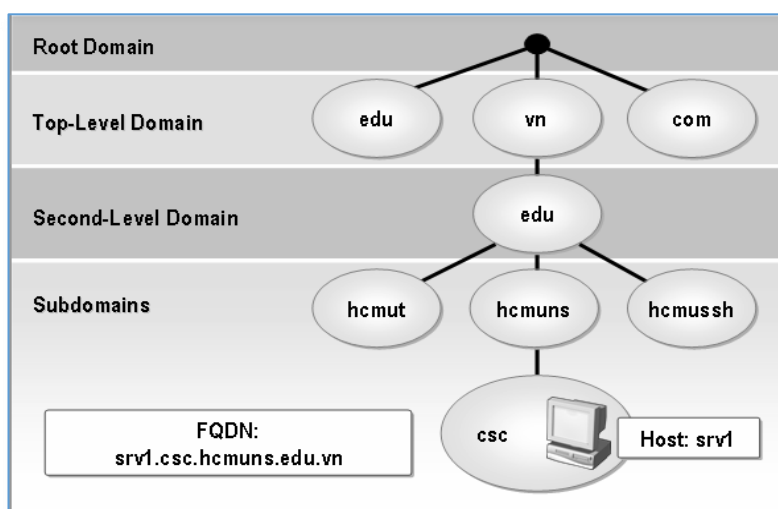 Root Domain
Top-Level Domain
edu
vn
com
Second-Level Domain
edu
Subdomains
hcmut
hcmuns
hcmussh
csc
Host: srv1
FQDN:
srv1.csc.hcmuns.edu.vn